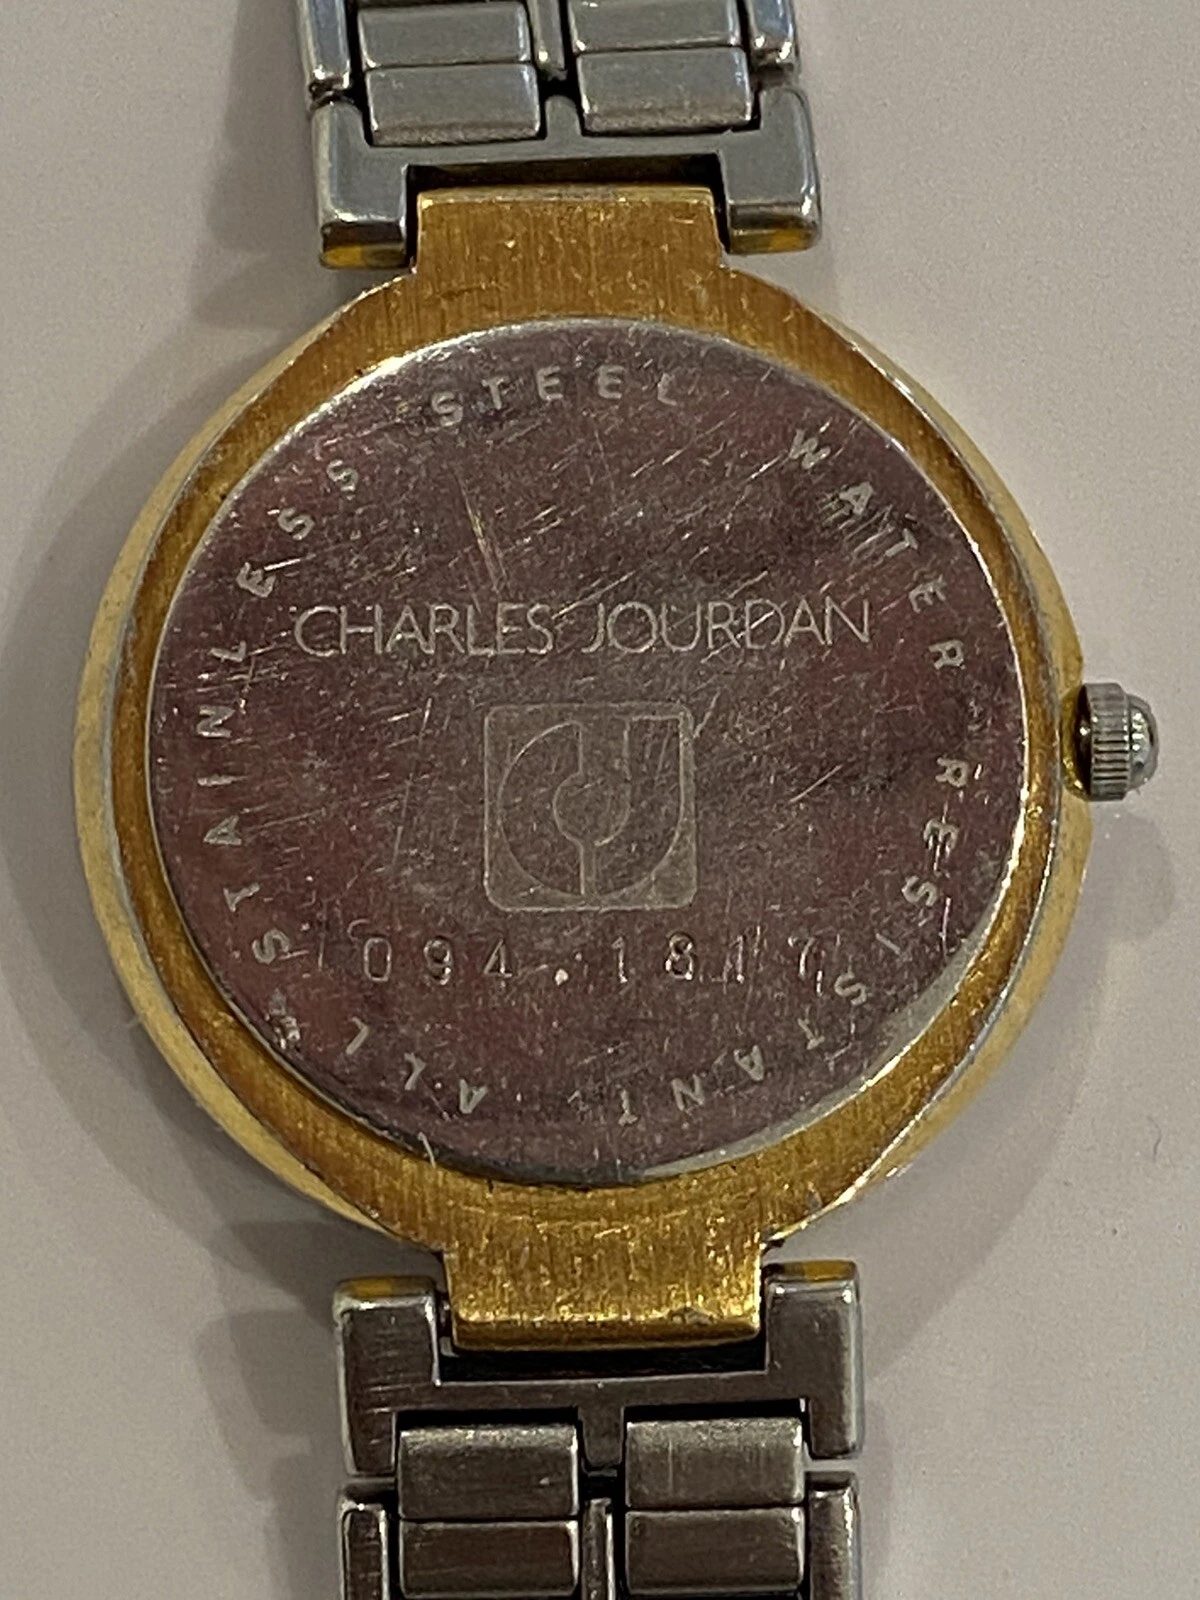 ALL STAINLESS STEEL WATER RESISTANT
CHARLES JOURDAN
094.1817